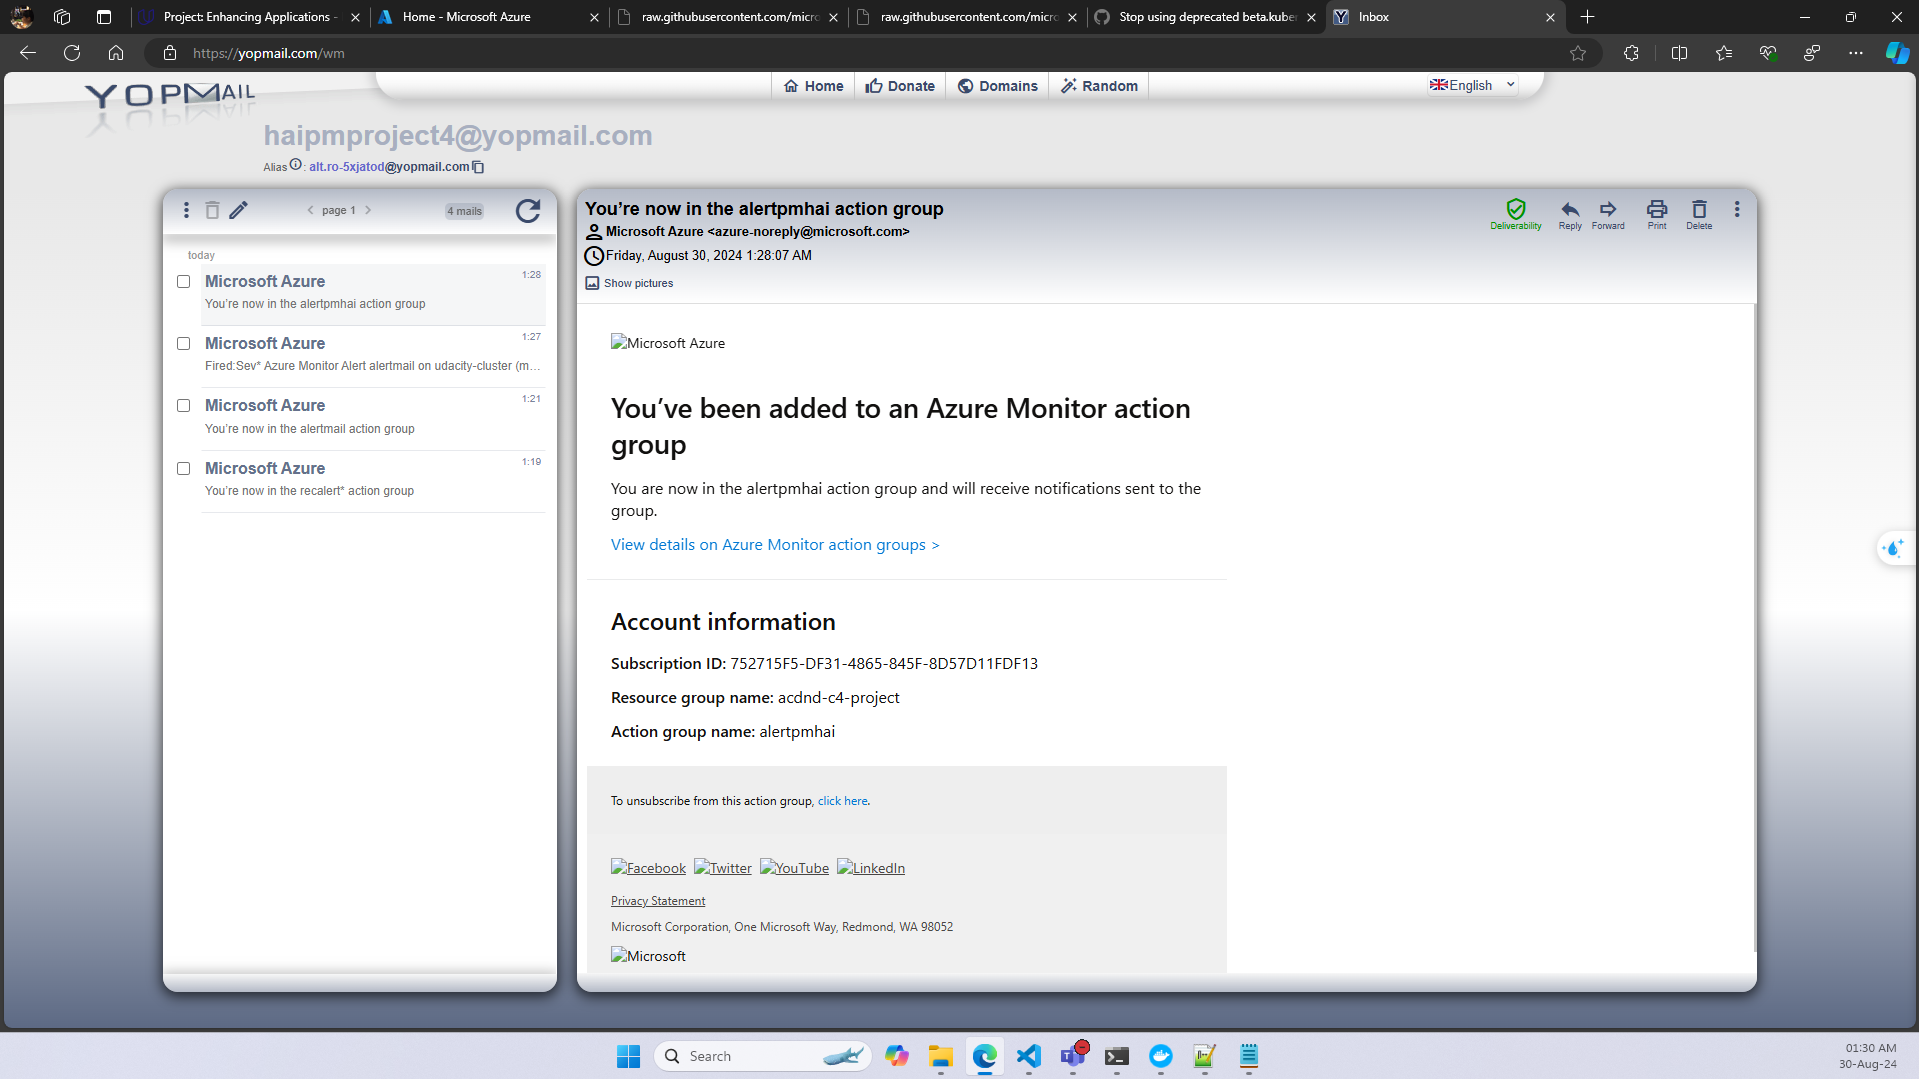 Project: Enhancing Applications -
Home - Microsoft Azure
raw.githubusercontent.com/micro
raw.githubusercontent.com/micro
Stop using deprecated beta.kuber
Inbox
https://yopmail.com/wm
YOPMAIL
Home
Donate
Domains
Random
English
haipmproject4@yopmail.com
Alias : alt.ro-5xjatod@yopmail.com
page 1
4 mails
today
Microsoft Azure
1:28
You're now in the alertpmhai action group
Microsoft Azure
1:27
Fired:Sev* Azure Monitor Alert alertmail on udacity-cluster (m…
Microsoft Azure
1:21
You're now in the alertmail action group
Microsoft Azure
1:19
You're now in the recalert* action group
You’re now in the alertpmhai action group
Microsoft Azure <azure-noreply@microsoft.com>
Friday, August 30, 2024 1:28:07 AM
Show pictures
Deliverability
Reply
Forward
Print
Delete
Microsoft Azure
You’ve been added to an Azure Monitor action
group
You are now in the alertpmhai action group and will receive notifications sent to the
group.
View details on Azure Monitor action groups >
Account information
Subscription ID: 752715F5-DF31-4865-845F-8D57D11FDF13
Resource group name: acdnd-c4-project
Action group name: alertpmhai
To unsubscribe from this action group, click here.
Facebook Twitter YouTube LinkedIn
Privacy Statement
Microsoft Corporation, One Microsoft Way, Redmond, WA 98052
Microsoft
Search
01:30 AM
30-Aug-24